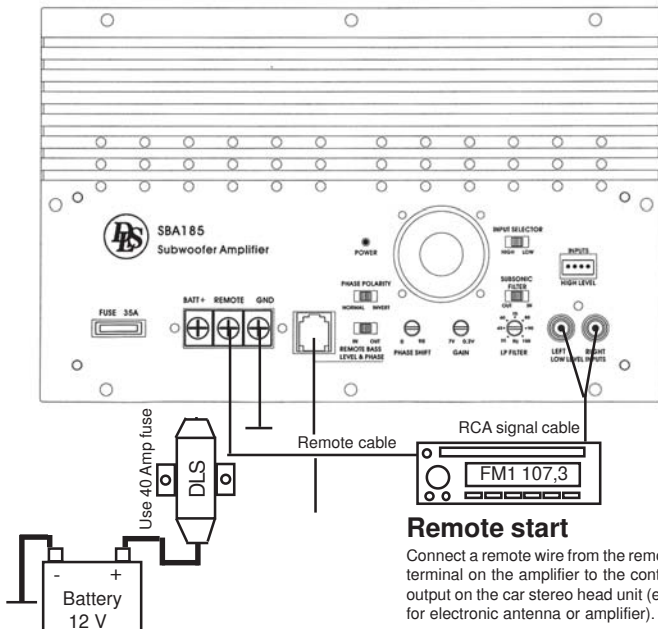 DLS
SBA185
Subwoofer Amplifier
POWER
INPUT SELECTOR
HIGH LOW
INPUTS
HIGH LEVEL
SUBSONIC
FILTER
OUT IN
PHASE POLARITY
NORMAL INVERT
FUSE 35A
BATT+ REMOTE GND
IN OUT
REMOTE BASS
LEVEL & PHASE
PHASE SHIFT
GAIN
7V 0.2V
LP FILTER
LEFT RIGHT
LOW LEVEL INPUTS
Use 40 Amp fuse
DLS
Remote cable
RCA signal cable
FM1 107,3
- +
Battery
12 V
Remote start
Connect a remote wire from the
terminal on the amplifier to the
output on the car stereo head unit
for electronic antenna or amplifier).